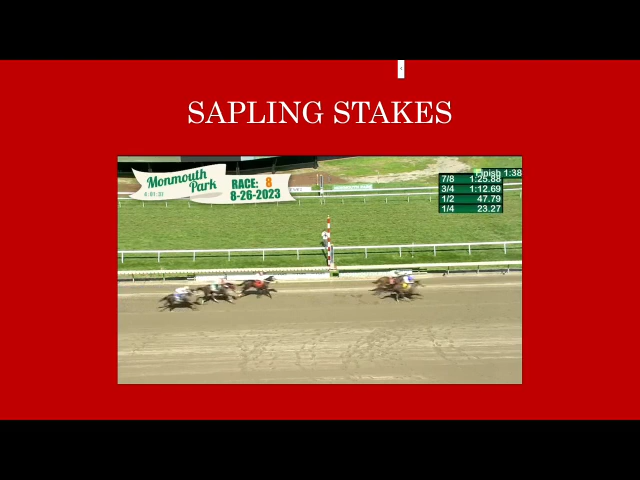 SAPLING STAKES
Monmouth
Park
RACE: 8
8-26-2023
Finish 1:38
7/8 1:25.88
3/4 1:12.69
1/2 47.79
1/4 23.27